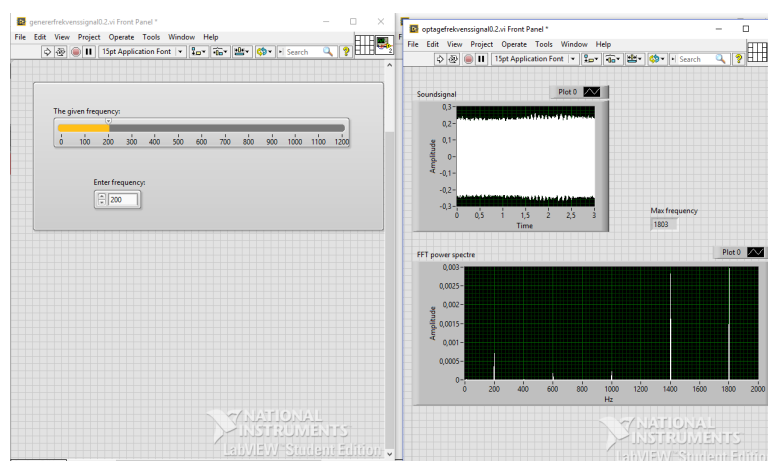 genererfrekvenssignal0.2.vi Front Panel *
File Edit View Project Operate Tools Window Help
15pt Application Font Search ? 2
The given frequency:
0 100 200 300 400 500 600 700 800 900 1000 1100 1200
Enter frequency:
200
NATIONAL
INSTRUMENTS
LabVIEW Student Edition
optagefrekvenssignal0.2.vi Front Panel *
File Edit View Project Operate Tools Window Help
15pt Application Font Search ?
Soundsignal Plot 0
0,3
0,2
0,1
0
-0,1
-0,2
-0,3
Amplitude
0 0,5 1 1,5 2 2,5 3
Time
Max frequency
1803
FFT power spectre Plot 0
0,003
0,0025
0,002
0,0015
0,001
0,0005
0
Amplitude
0 200 400 600 800 1000 1200 1400 1600 1800 2000
Hz
NATIONAL
INSTRUMENTS
LabVIEW Student Edition